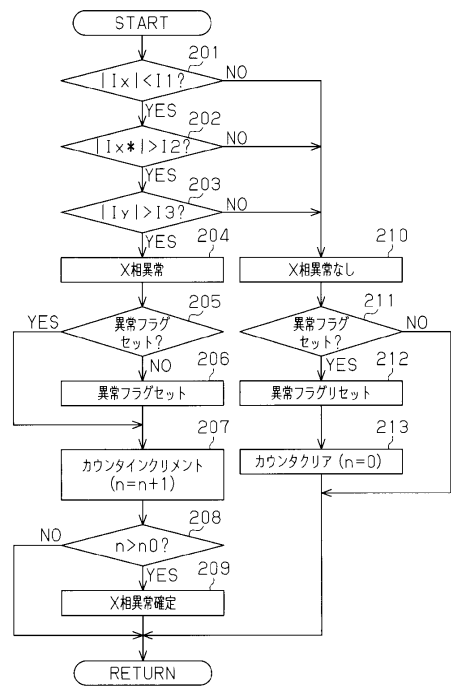 START
201
|Ix|<I1?
NO
YES
202
|Ix*|>I2?
NO
YES
203
|Iy|>I3?
NO
YES
204
X相異常
210
X相異常なし
205
YES
異常フラグ
セット?
NO
211
異常フラグ
セット?
NO
YES
206
異常フラグセット
212
異常フラグリセット
207
カウンタインクリメント
(n=n+1)
213
カウンタクリア (n=0)
208
NO
n>n0?
YES
209
X相異常確定
RETURN